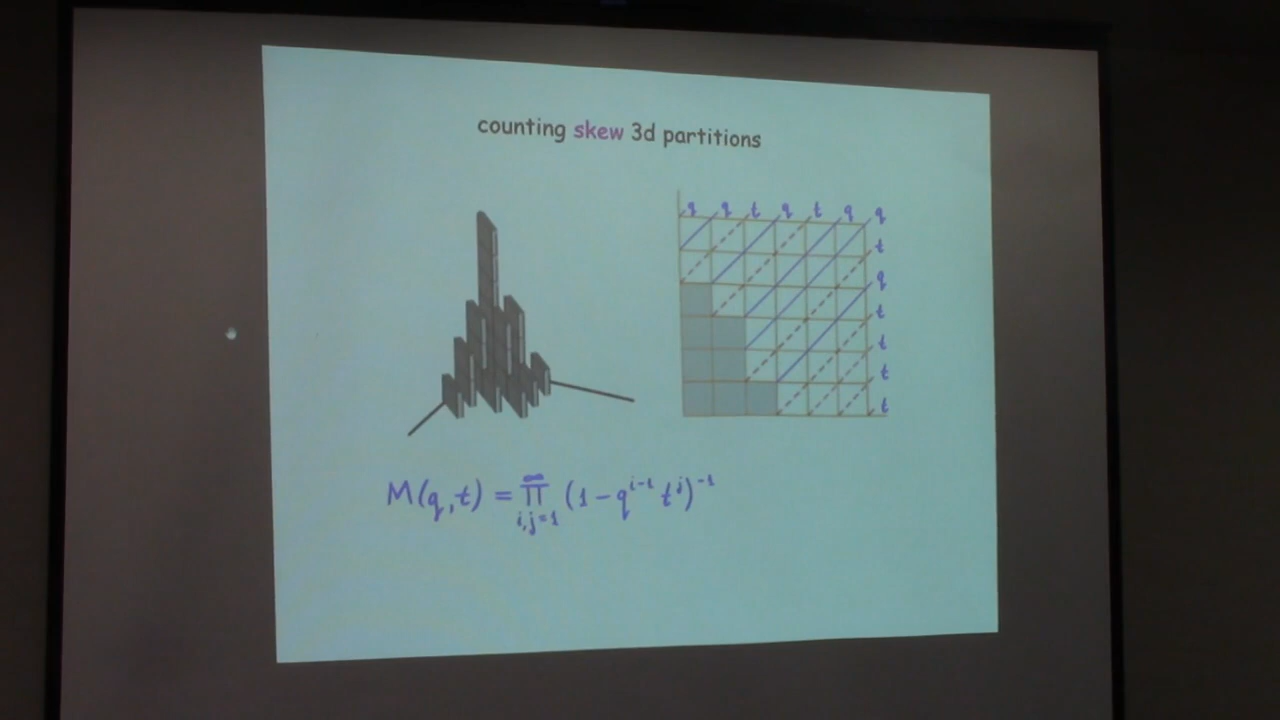 counting skew 3d partitions
q q t q t q q
t
q
t
t
t
t
M(q,t) = ∏_{i,j=1}^{∞} (1 - q^{i-1} t^{j})^{-1}